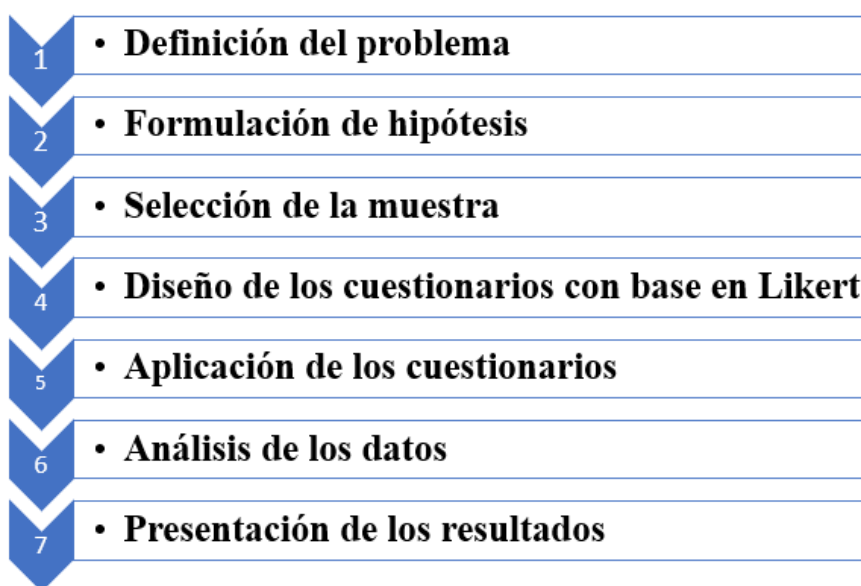 1 • Definición del problema
2 • Formulación de hipótesis
3 • Selección de la muestra
4 • Diseño de los cuestionarios con base en Likert
5 • Aplicación de los cuestionarios
6 • Análisis de los datos
7 • Presentación de los resultados